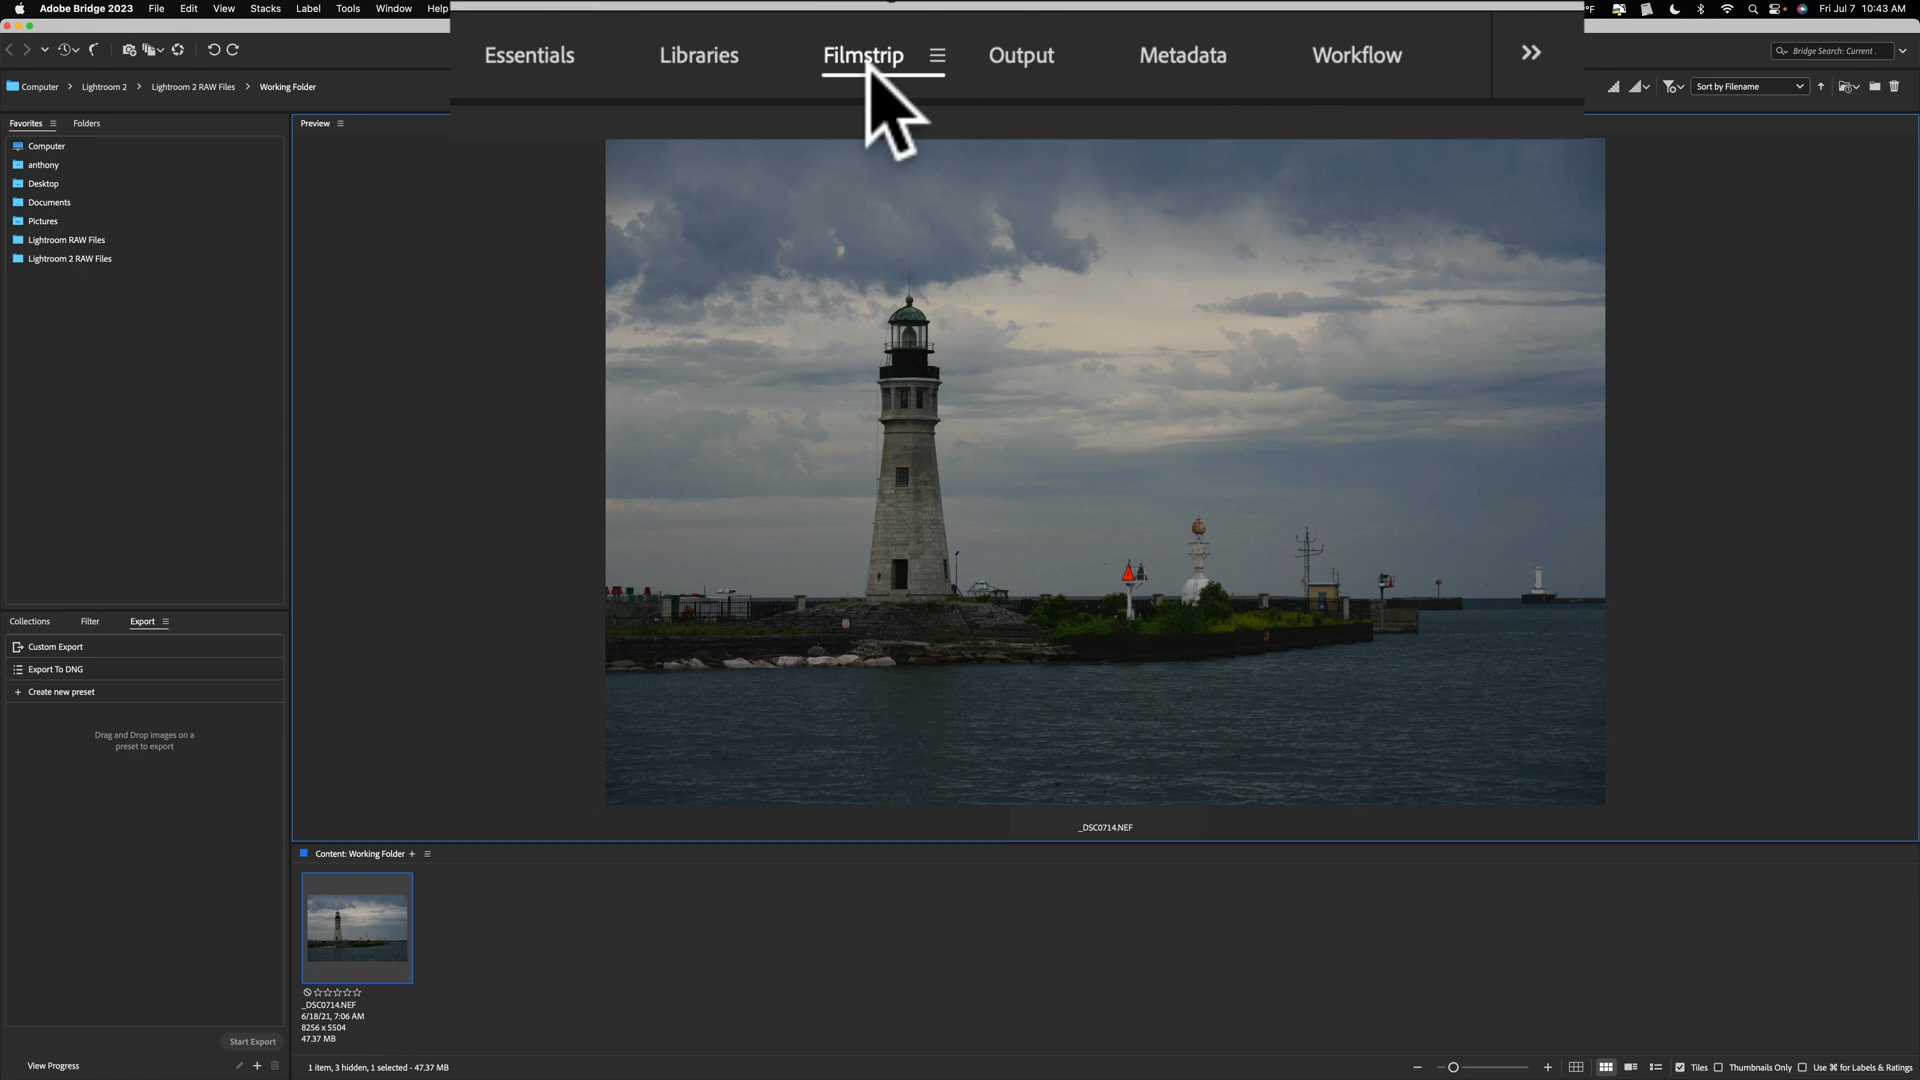 Adobe Bridge 2023 File Edit View Stacks Label Tools Window Help
Fri Jul 7 10:43 AM
Essentials Libraries Filmstrip Output Metadata Workflow
Bridge Search: Current
Computer Lightroom 2 Lightroom 2 RAW Files Working Folder
Sort by Filename
Favorites Folders
Preview
Computer
anthony
Desktop
Documents
Pictures
Lightroom RAW Files
Lightroom 2 RAW Files
Collections Filter Export
Custom Export
Export To DNG
Create new preset
Drag and Drop images on a
preset to export
_DSC0714.NEF
Content: Working Folder
_DSC0714.NEF
6/18/21, 7:06 AM
8256 x 5504
47.37 MB
Start Export
View Progress
1 item, 3 hidden, 1 selected - 47.37 MB
Tiles Thumbnails Only Use ⌘ for Labels & Ratings